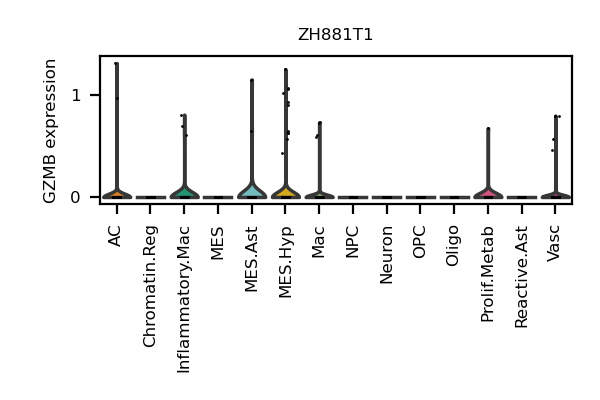 ZH881T1
GZMB expression
1
0
AC
Chromatin.Reg
Inflammatory.Mac
MES
MES.Ast
MES.Hyp
Mac
NPC
Neuron
OPC
Oligo
Prolif.Metab
Reactive.Ast
Vasc